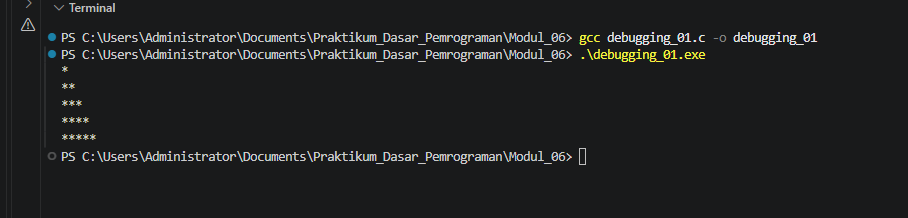 Terminal
PS C:\Users\Administrator\Documents\Praktikum_Dasar_Pemrograman\Modul_06> gcc debugging_01.c -o debugging_01
PS C:\Users\Administrator\Documents\Praktikum_Dasar_Pemrograman\Modul_06> .\debugging_01.exe
*
**
***
****
*****
PS C:\Users\Administrator\Documents\Praktikum_Dasar_Pemrograman\Modul_06>